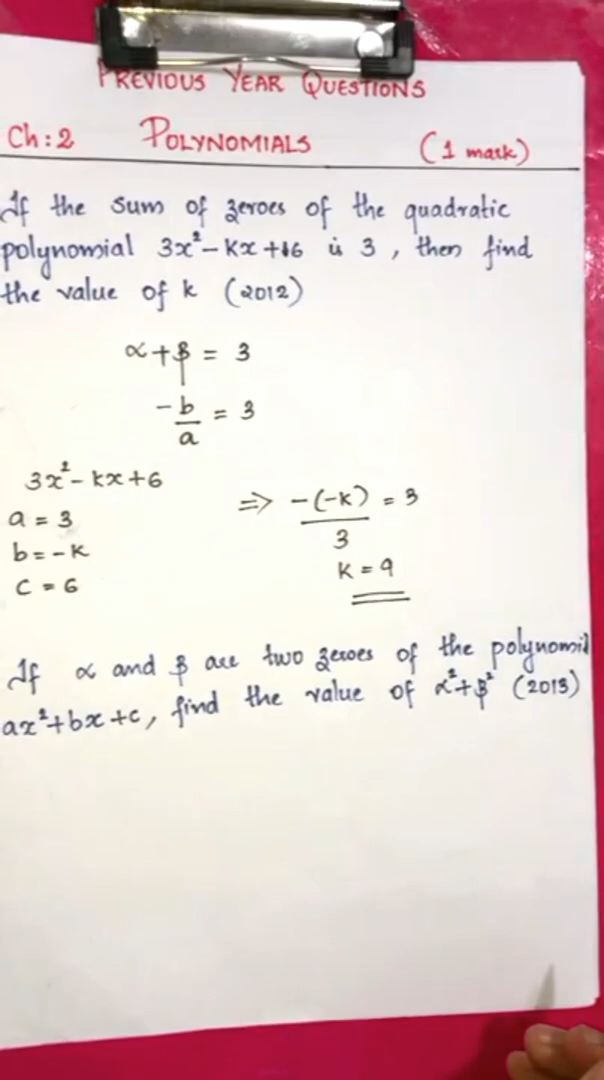 PREVIOUS YEAR QUESTIONS
Ch: 2 POLYNOMIALS (1 mark)
If the sum of zeroes of the quadratic
polynomial 3x² - Kx + 16 is 3, then find
the value of k (2012)
α + β = 3
-b/a = 3
3x² - kx + 6
a = 3
b = -K
C = 6
=> -(-K)/3 = 3
K = 9
If α and β are two zeroes of the polynomil
ax² + bx + c, find the value of α² + β² (2013)